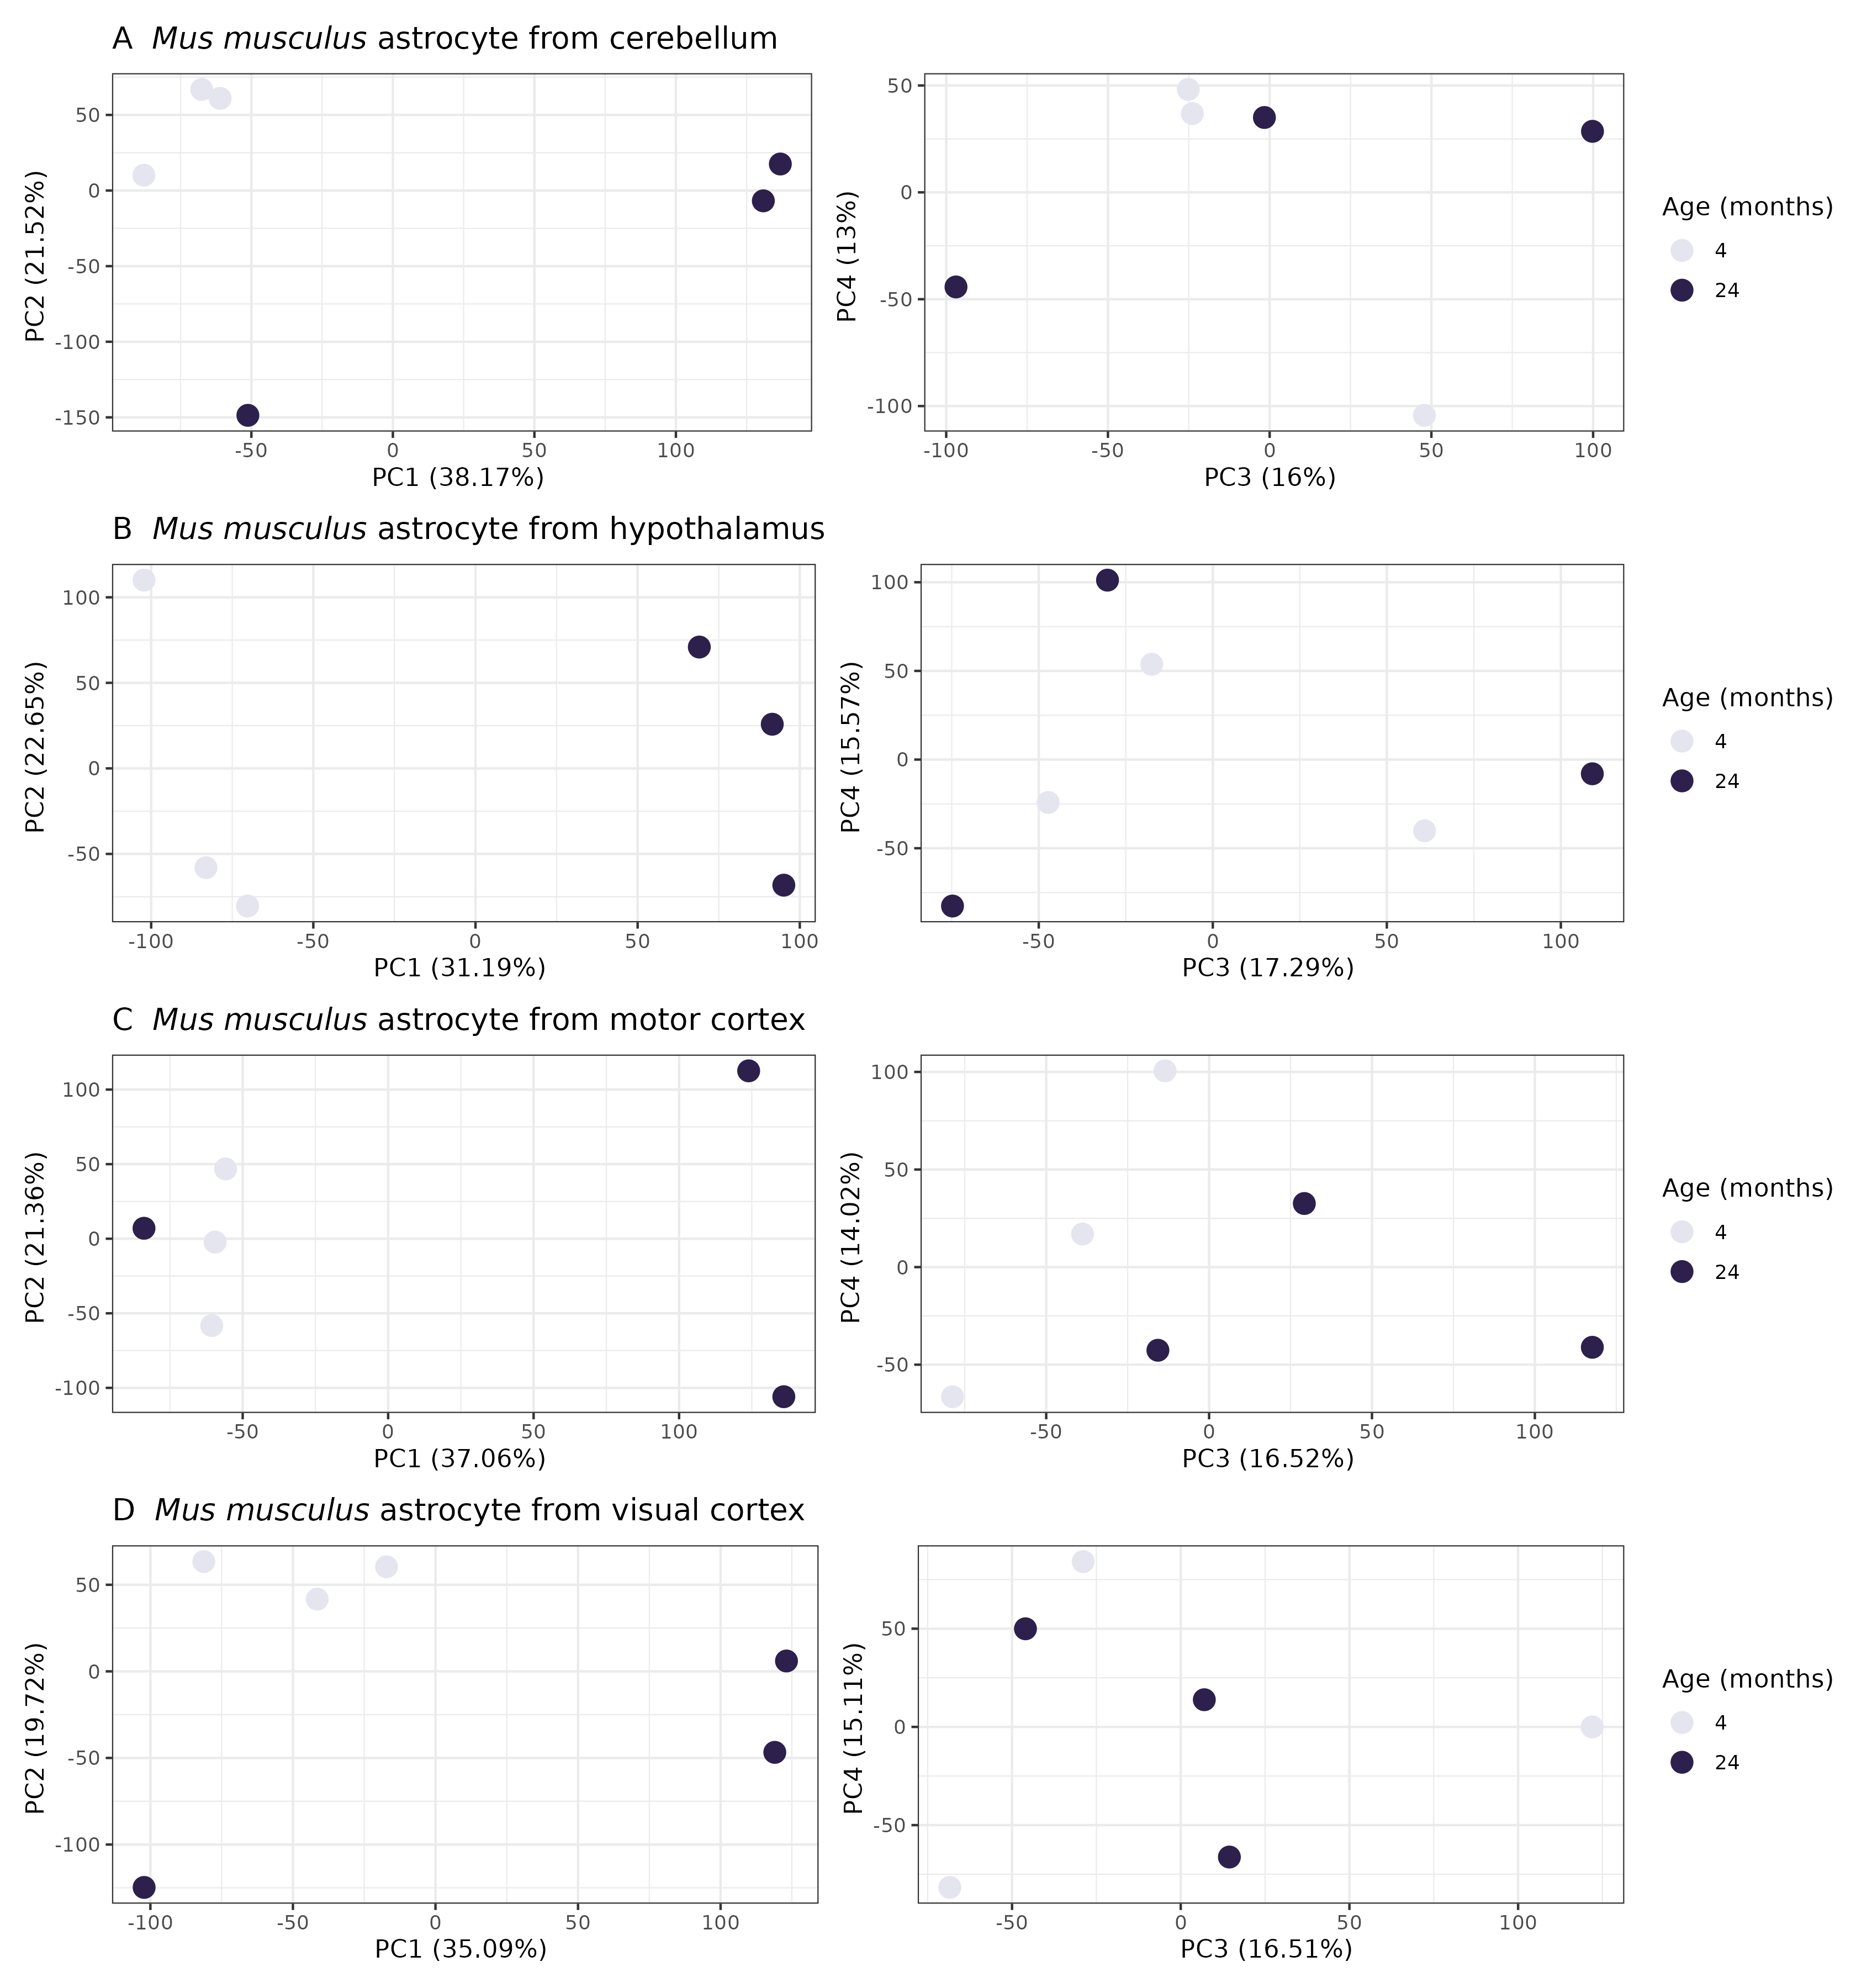 A Mus musculus astrocyte from cerebellum
50
0
-50
-100
-150
PC2 (21.52%)
-50 0 50 100
PC1 (38.17%)
50
0
-50
-100
PC4 (13%)
-100 -50 0 50 100
PC3 (16%)
Age (months)
4
24
B Mus musculus astrocyte from hypothalamus
100
50
0
-50
PC2 (22.65%)
-100 -50 0 50 100
PC1 (31.19%)
100
50
0
-50
PC4 (15.57%)
-50 0 50 100
PC3 (17.29%)
Age (months)
4
24
C Mus musculus astrocyte from motor cortex
100
50
0
-50
-100
PC2 (21.36%)
-50 0 50 100
PC1 (37.06%)
100
50
0
-50
PC4 (14.02%)
-50 0 50 100
PC3 (16.52%)
Age (months)
4
24
D Mus musculus astrocyte from visual cortex
50
0
-50
-100
PC2 (19.72%)
-100 -50 0 50 100
PC1 (35.09%)
50
0
-50
PC4 (15.11%)
-50 0 50 100
PC3 (16.51%)
Age (months)
4
24